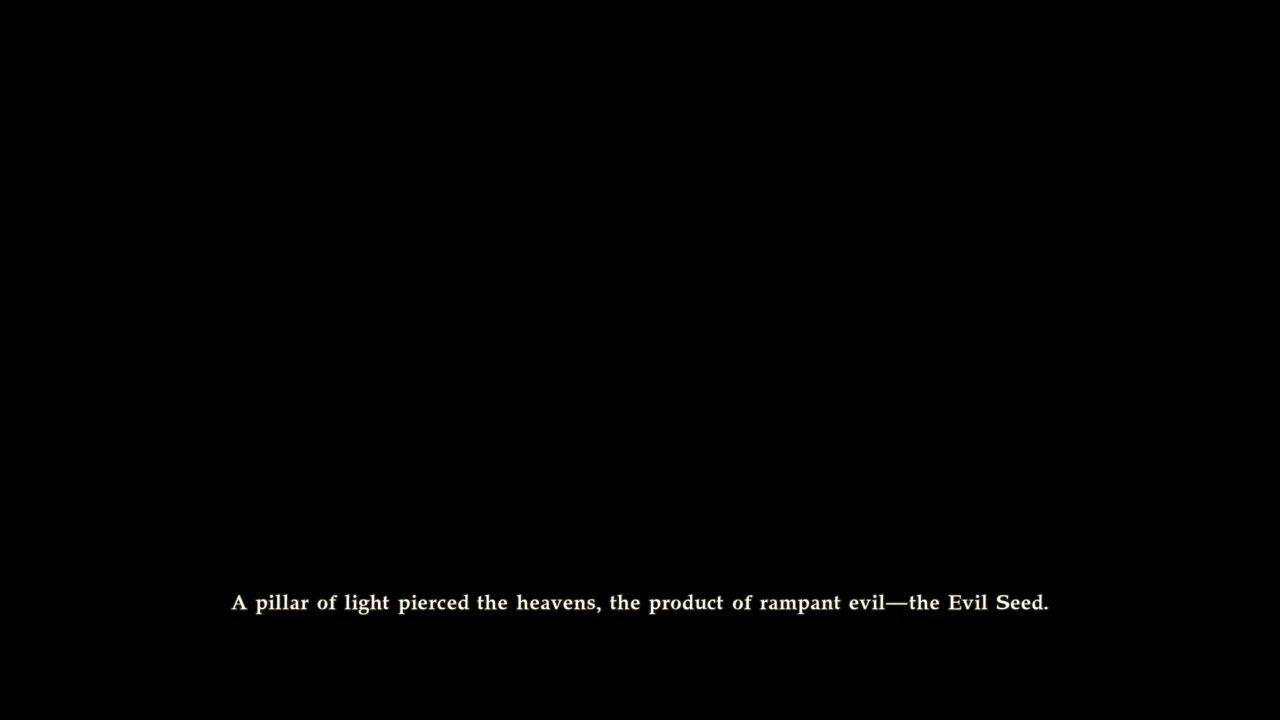 A pillar of light pierced the heavens, the product of rampant evil—the Evil Seed.